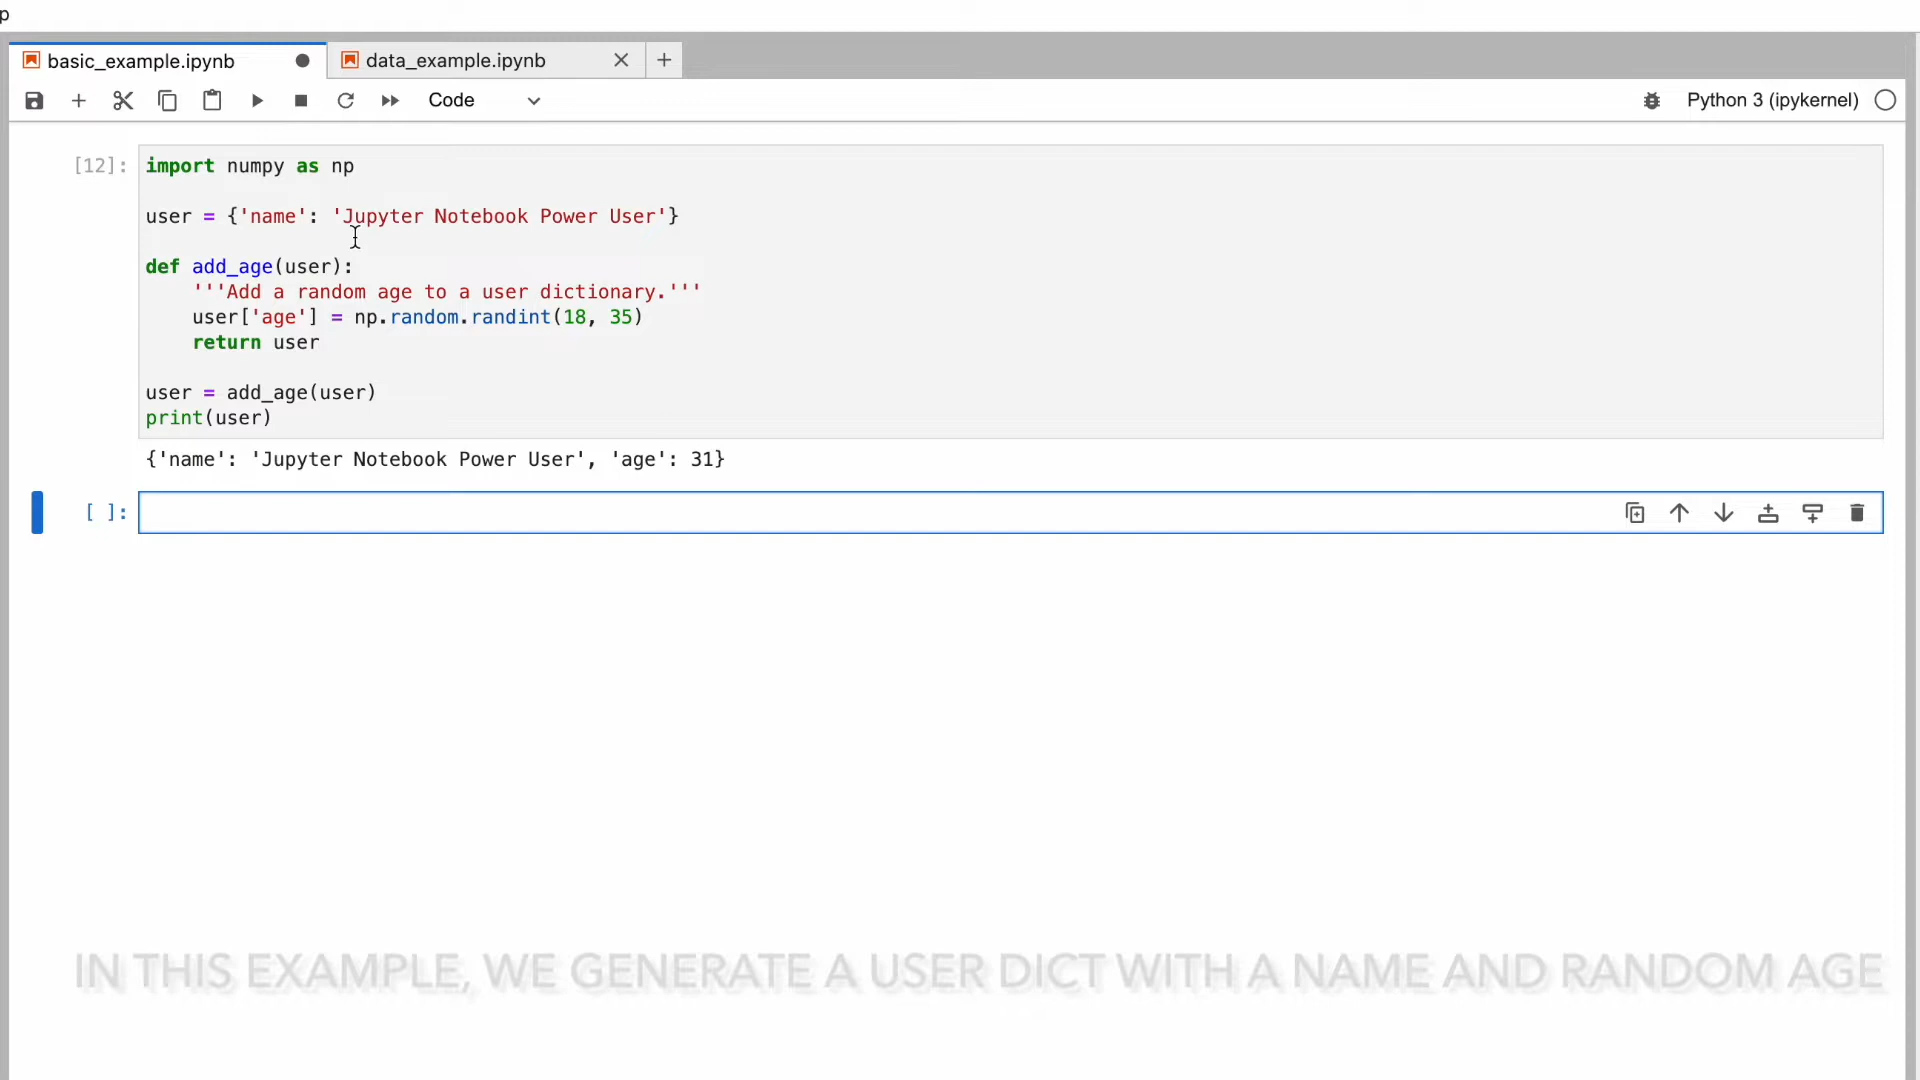 p
basic_example.ipynb
data_example.ipynb
Code
Python 3 (ipykernel)
[12]:
import numpy as np
user = {'name': 'Jupyter Notebook Power User'}
def add_age(user):
    '''Add a random age to a user dictionary.'''
    user['age'] = np.random.randint(18, 35)
    return user
user = add_age(user)
print(user)
{'name': 'Jupyter Notebook Power User', 'age': 31}
[ ]:
IN THIS EXAMPLE, WE GENERATE A USER DICT WITH A NAME AND RANDOM AGE